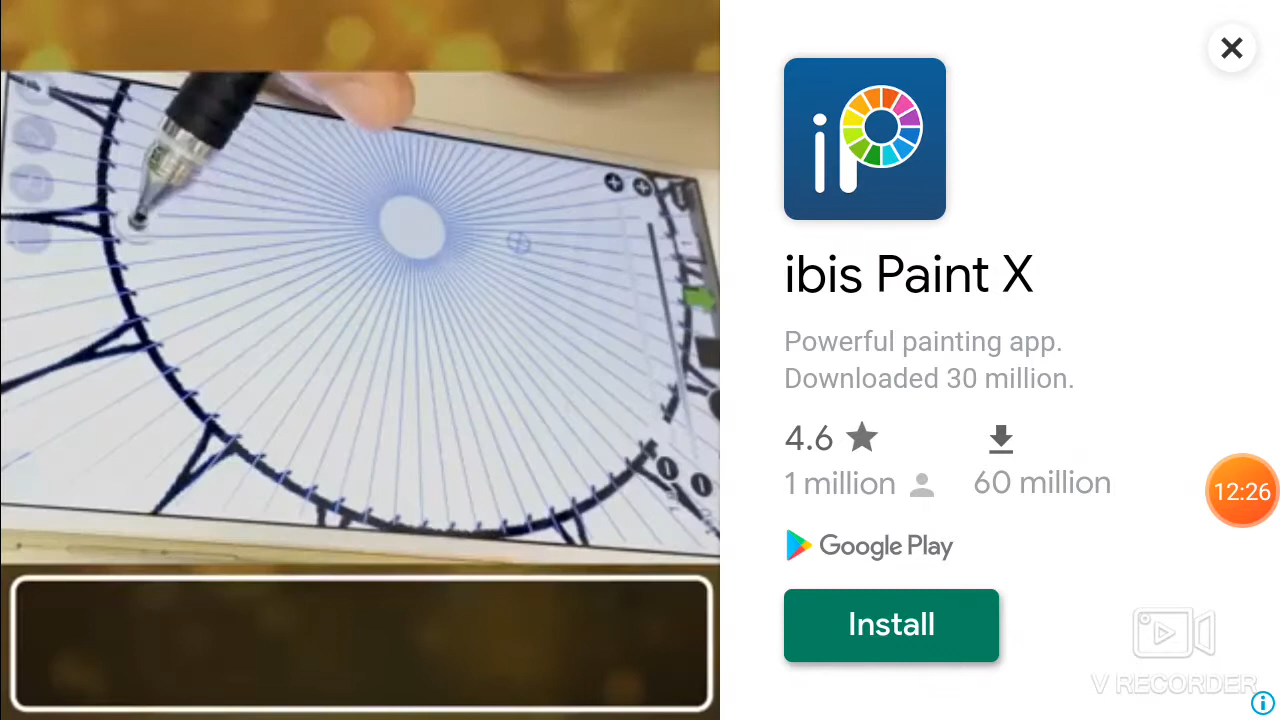 ip
ibis Paint X
Powerful painting app.
Downloaded 30 million.
4.6
1 million
60 million
12:26
Google Play
Install
V RECORDER